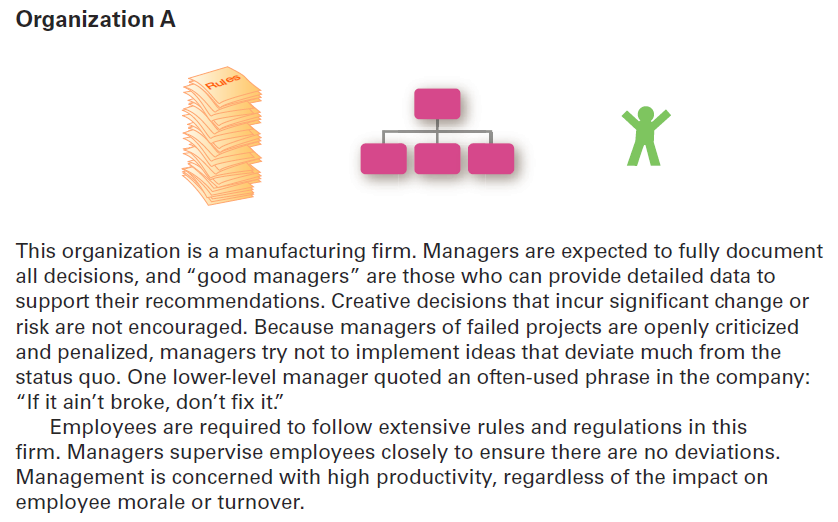 Organization A
Rules
This organization is a manufacturing firm. Managers are expected to fully document
all decisions, and “good managers” are those who can provide detailed data to
support their recommendations. Creative decisions that incur significant change or
risk are not encouraged. Because managers of failed projects are openly criticized
and penalized, managers try not to implement ideas that deviate much from the
status quo. One lower-level manager quoted an often-used phrase in the company:
“If it ain’t broke, don’t fix it.”
Employees are required to follow extensive rules and regulations in this
firm. Managers supervise employees closely to ensure there are no deviations.
Management is concerned with high productivity, regardless of the impact on
employee morale or turnover.